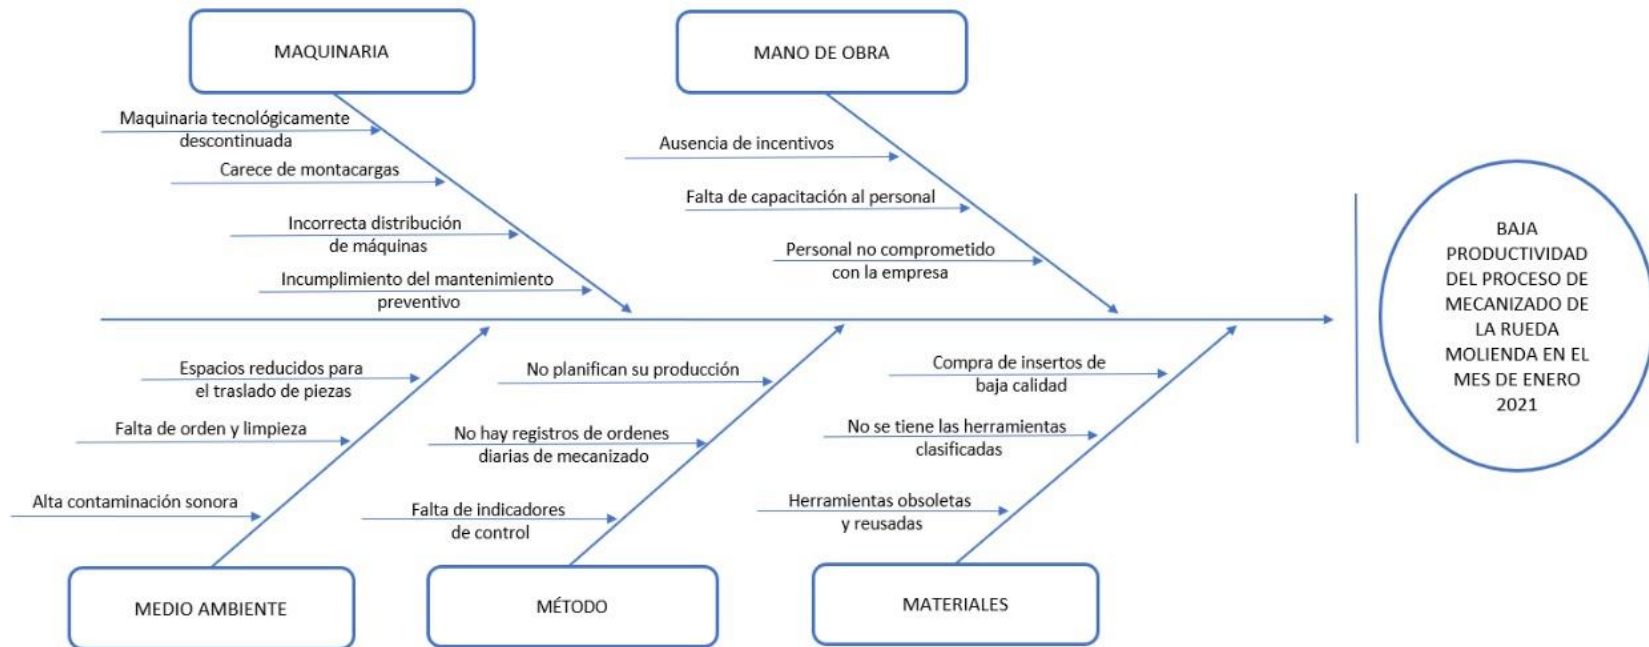 MAQUINARIA
Maquinaria tecnológicamente
descontinuada
Carece de montacargas
Incorrecta distribución
de máquinas
Incumplimiento del mantenimiento
preventivo
MANO DE OBRA
Ausencia de incentivos
Falta de capacitación al personal
Personal no comprometido
con la empresa
BAJA
PRODUCTIVIDAD
DEL PROCESO DE
MECANIZADO DE
LA RUEDA
MOLIENDA EN EL
MES DE ENERO
2021
Espacios reducidos para
el traslado de piezas
Falta de orden y limpieza
Alta contaminación sonora
MEDIO AMBIENTE
No planifican su producción
No hay registros de ordenes
diarias de mecanizado
Falta de indicadores
de control
MÉTODO
Compra de insertos de
baja calidad
No se tiene las herramientas
clasificadas
Herramientas obsoletas
y reusadas
MATERIALES